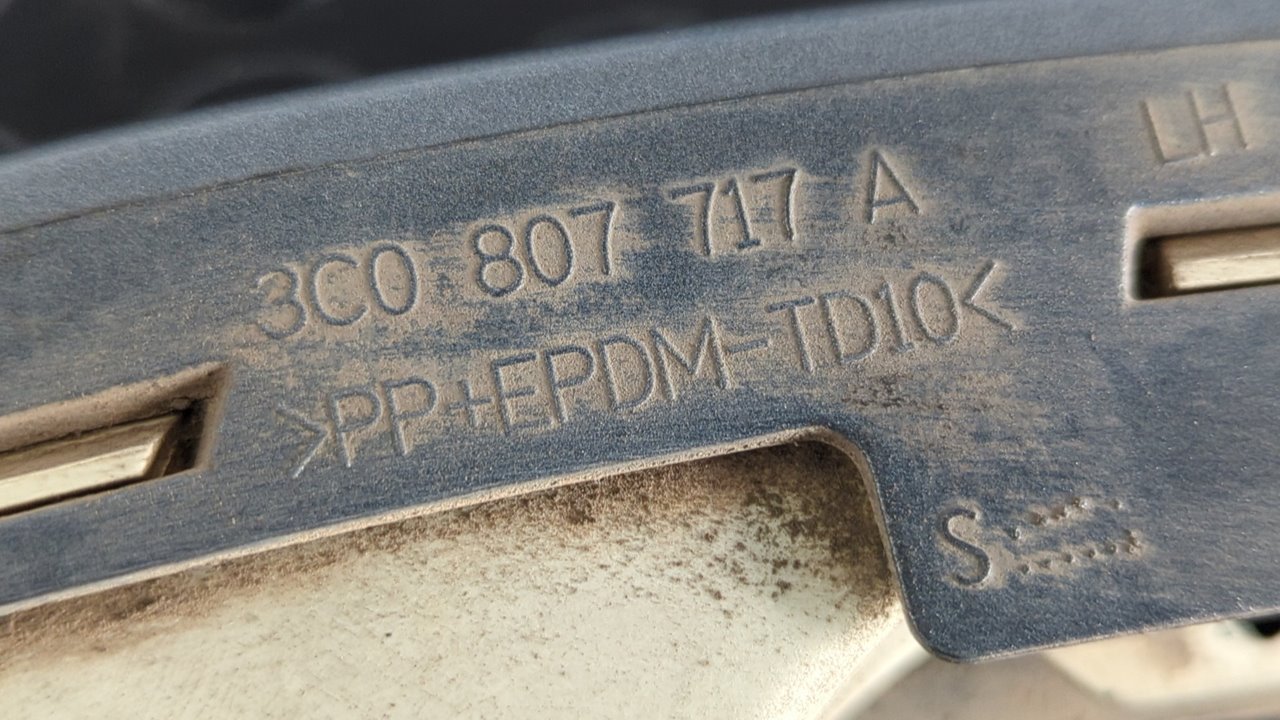 LH
3C0 807 717 A
>PP+EPDM-TD10<
S